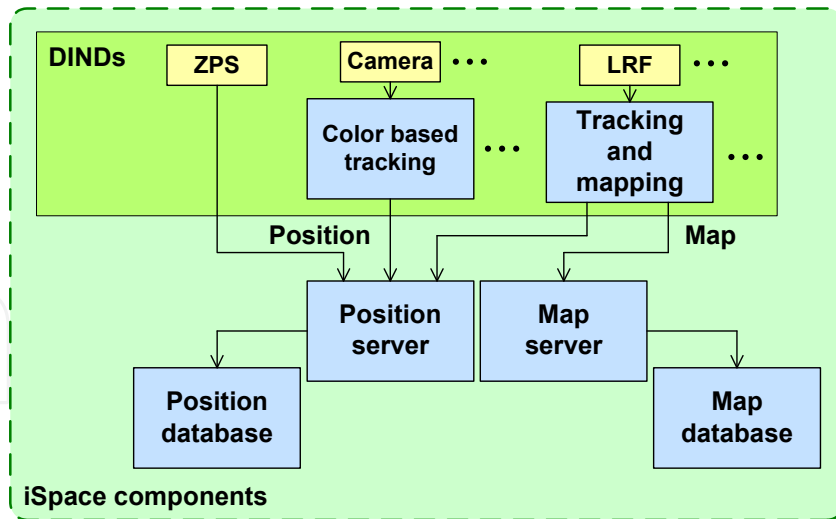 DINDs
ZPS
Camera
•••
LRF
•••
Color based
tracking
•••
Tracking
and
mapping
•••
Position
Map
Position
server
Map
server
Position
database
Map
database
iSpace components